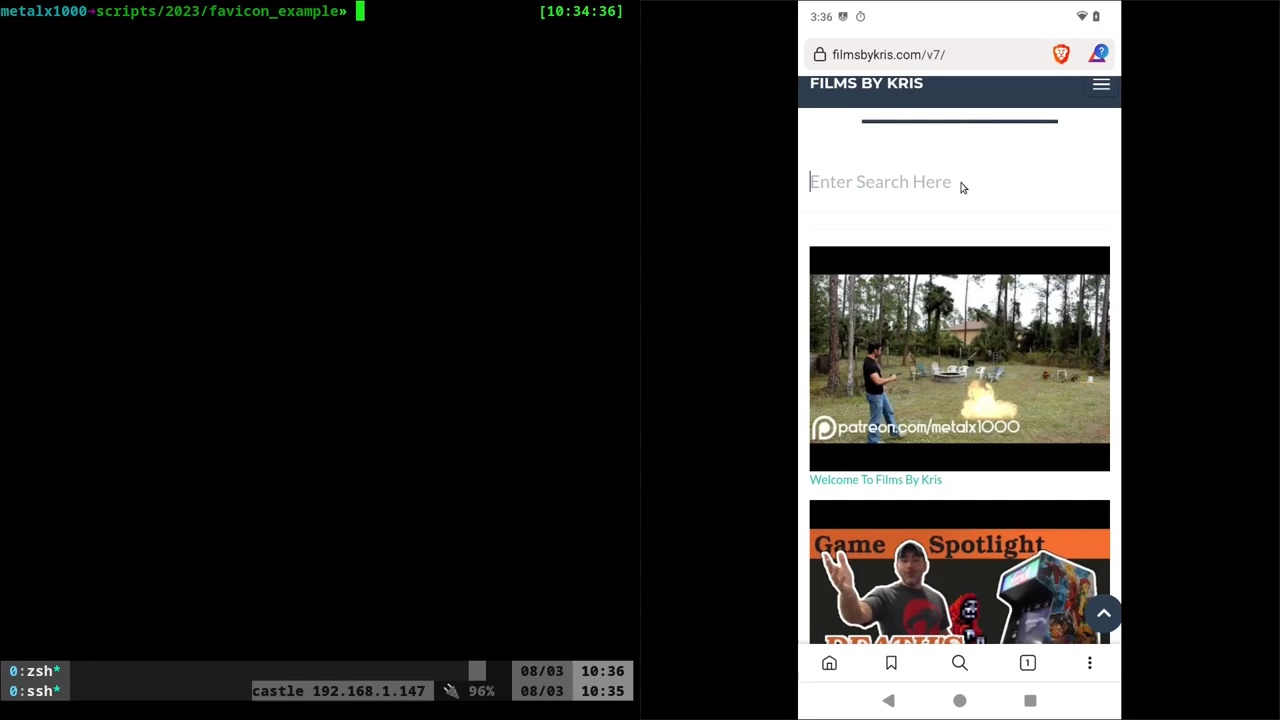 metalx1000→scripts/2023/favicon_example» [10:34:36]
0:zsh* 08/03 10:36
0:ssh* castle 192.168.1.147 96% 08/03 10:35
3:36
filmsbykris.com/v7/
FILMS BY KRIS
Enter Search Here
patreon.com/metalx1000
Welcome To Films By Kris
Game Spotlight
DEATH'S
1